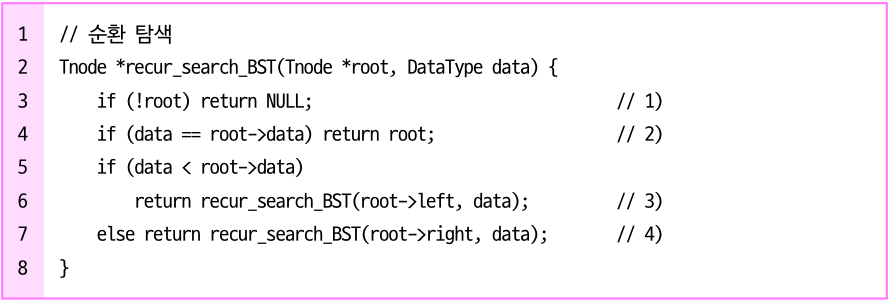 1 // 순환 탐색
2 Tnode *recur_search_BST(Tnode *root, DataType data) {
3     if (!root) return NULL;                                // 1)
4     if (data == root->data) return root;                   // 2)
5     if (data < root->data)
6         return recur_search_BST(root->left, data);         // 3)
7     else return recur_search_BST(root->right, data);       // 4)
8 }